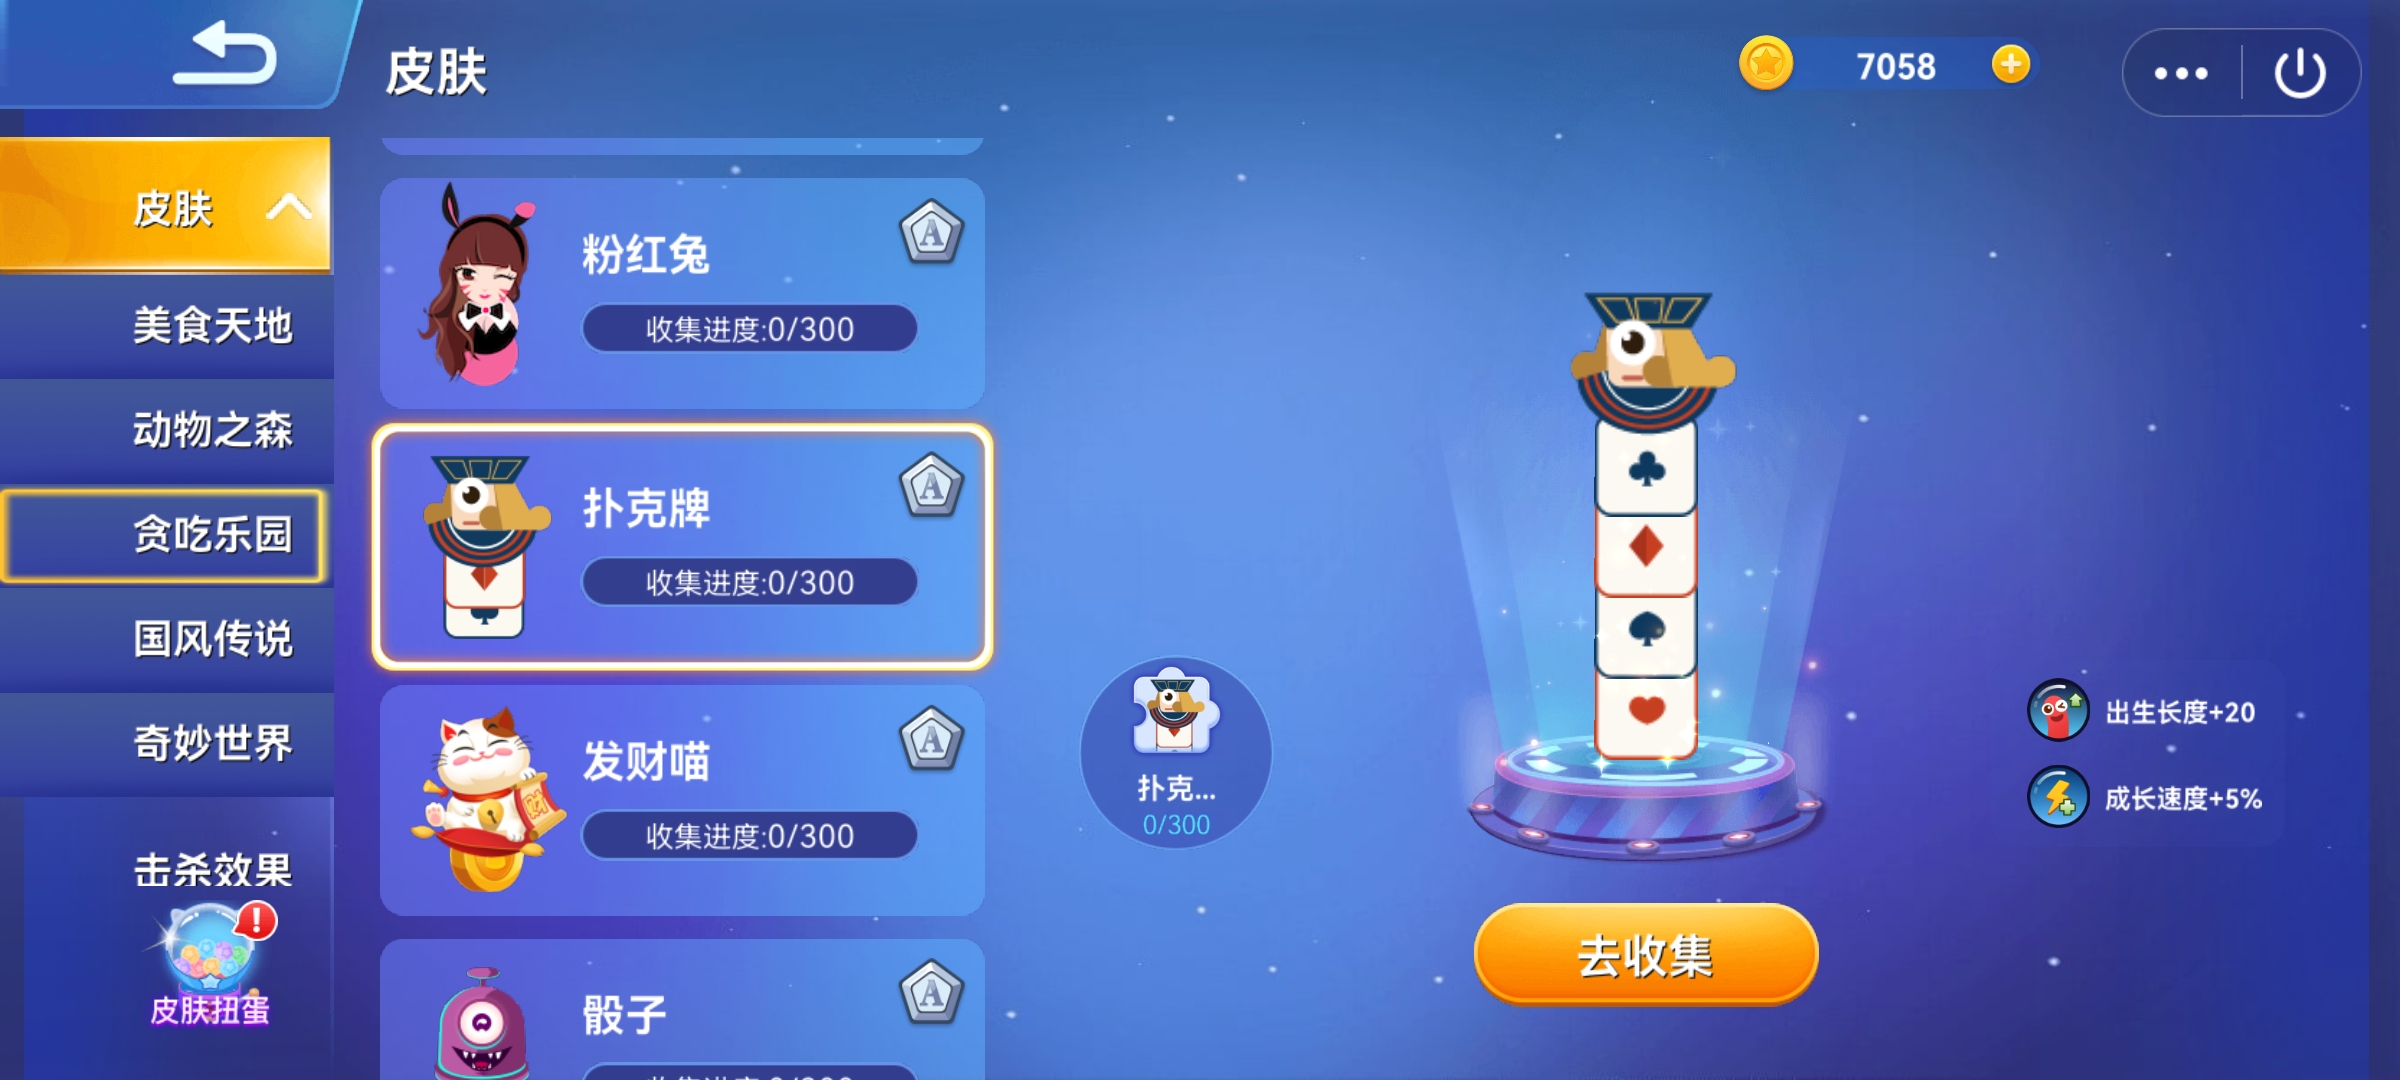 皮肤
7058
皮肤
美食天地
动物之森
贪吃乐园
国风传说
奇妙世界
击杀效果
皮肤扭蛋
粉红兔
A
收集进度:0/300
扑克牌
A
收集进度:0/300
发财喵
A
收集进度:0/300
财
骰子
A
扑克...
0/300
出生长度+20
成长速度+5%
去收集